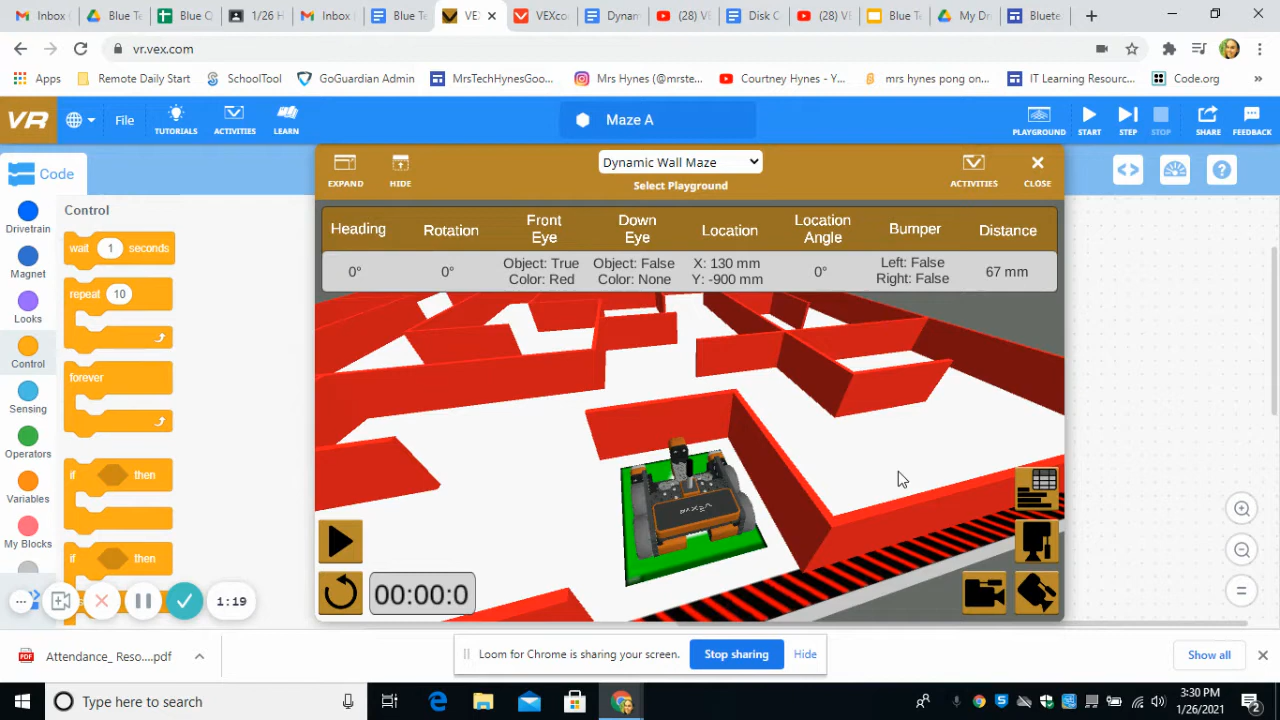 Inbox (
Blue Te
Blue Q
1/26 H
Inbox (
Blue Te
VEX
VEXco
Dynam
(28) VE
Disk C
(28) VE
Blue Te
My Dr
Bluete
vr.vex.com
Apps
Remote Daily Start
SchoolTool
GoGuardian Admin
MrsTechHynesGoo...
Mrs Hynes (@mrste...
Courtney Hynes - Y...
mrs hynes pong on...
IT Learning Resourc...
Code.org
»
VR
File
TUTORIALS
ACTIVITIES
LEARN
Maze A
PLAYGROUND
START
STEP
STOP
SHARE
FEEDBACK
Code
EXPAND
HIDE
Dynamic Wall Maze
Select Playground
ACTIVITIES
CLOSE
Drivetrain
Magnet
Looks
Control
Sensing
Operators
Variables
My Blocks
Control
wait 1 seconds
repeat 10
forever
if then
if then
Heading
Rotation
Front Eye
Down Eye
Location
Location Angle
Bumper
Distance
0°
0°
Object: True
Color: Red
Object: False
Color: None
X: 130 mm
Y: -900 mm
0°
Left: False
Right: False
67 mm
00:00:0
1:19
Attendance_ Reso....pdf
Loom for Chrome is sharing your screen.
Stop sharing
Hide
Show all
Type here to search
3:30 PM
1/26/2021
2